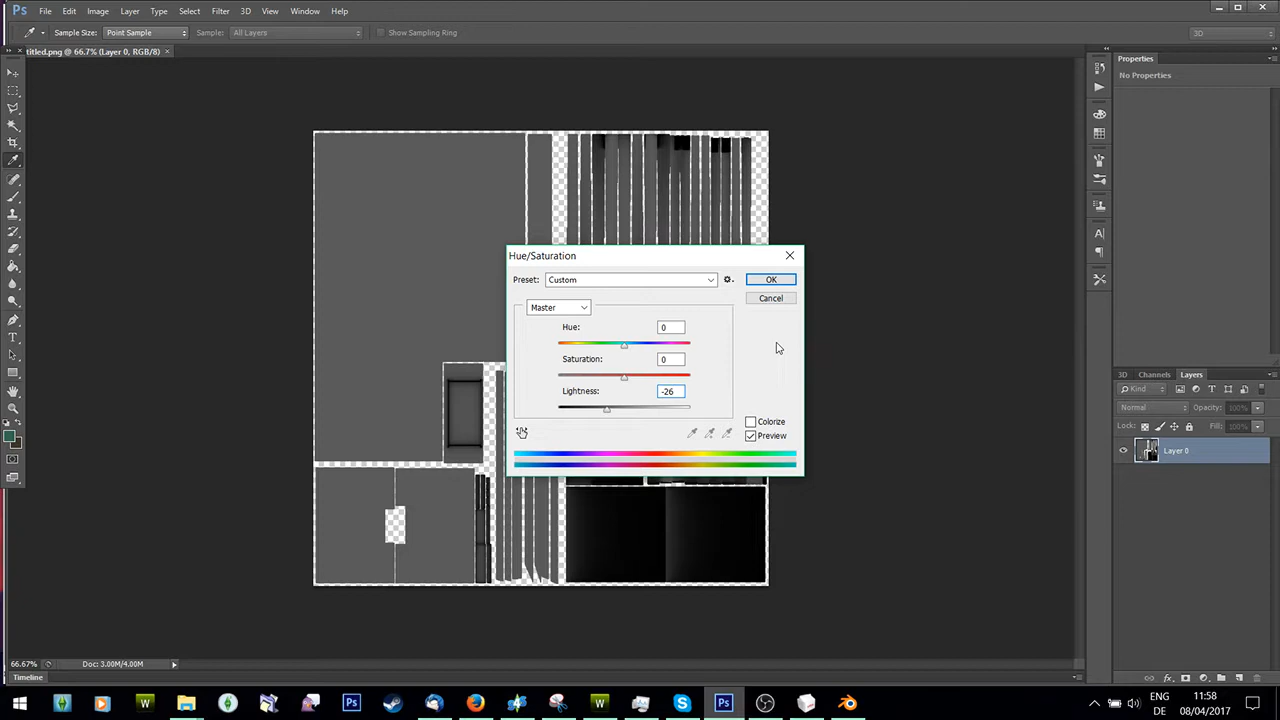 Ps File Edit Image Layer Type Select Filter 3D View Window Help
Sample Size: Point Sample Sample: All Layers Show Sampling Ring 3D
titled.png @ 66.7% (Layer 0, RGB/8) ×
Properties
No Properties
Hue/Saturation
Preset: Custom OK
Cancel
Master
Hue: 0
Saturation: 0
Lightness: -26
Colorize
Preview
3D Channels Layers
Kind
Normal Opacity: 100%
Lock: Fill: 100%
Layer 0
66.67% Doc: 3.00M/4.00M
Timeline
ENG 11:58
DE 08/04/2017